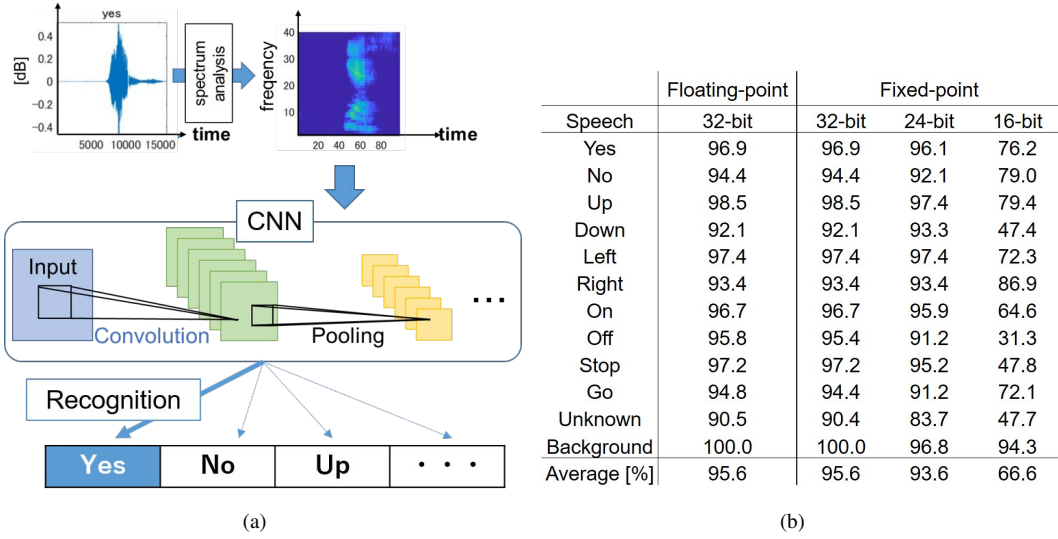 yes
[dB]
0.4
0.2
0
-0.2
-0.4
5000 10000 15000
time
spectrum
analysis
freqency
40
30
20
10
20 40 60 80
time
CNN
Input
Convolution
Pooling
...
Recognition
Yes No Up ・・・
(a)
Floating-point Fixed-point
Speech 32-bit 32-bit 24-bit 16-bit
Yes 96.9 96.9 96.1 76.2
No 94.4 94.4 92.1 79.0
Up 98.5 98.5 97.4 79.4
Down 92.1 92.1 93.3 47.4
Left 97.4 97.4 97.4 72.3
Right 93.4 93.4 93.4 86.9
On 96.7 96.7 95.9 64.6
Off 95.8 95.4 91.2 31.3
Stop 97.2 97.2 95.2 47.8
Go 94.8 94.4 91.2 72.1
Unknown 90.5 90.4 83.7 47.7
Background 100.0 100.0 96.8 94.3
Average [%] 95.6 95.6 93.6 66.6
(b)